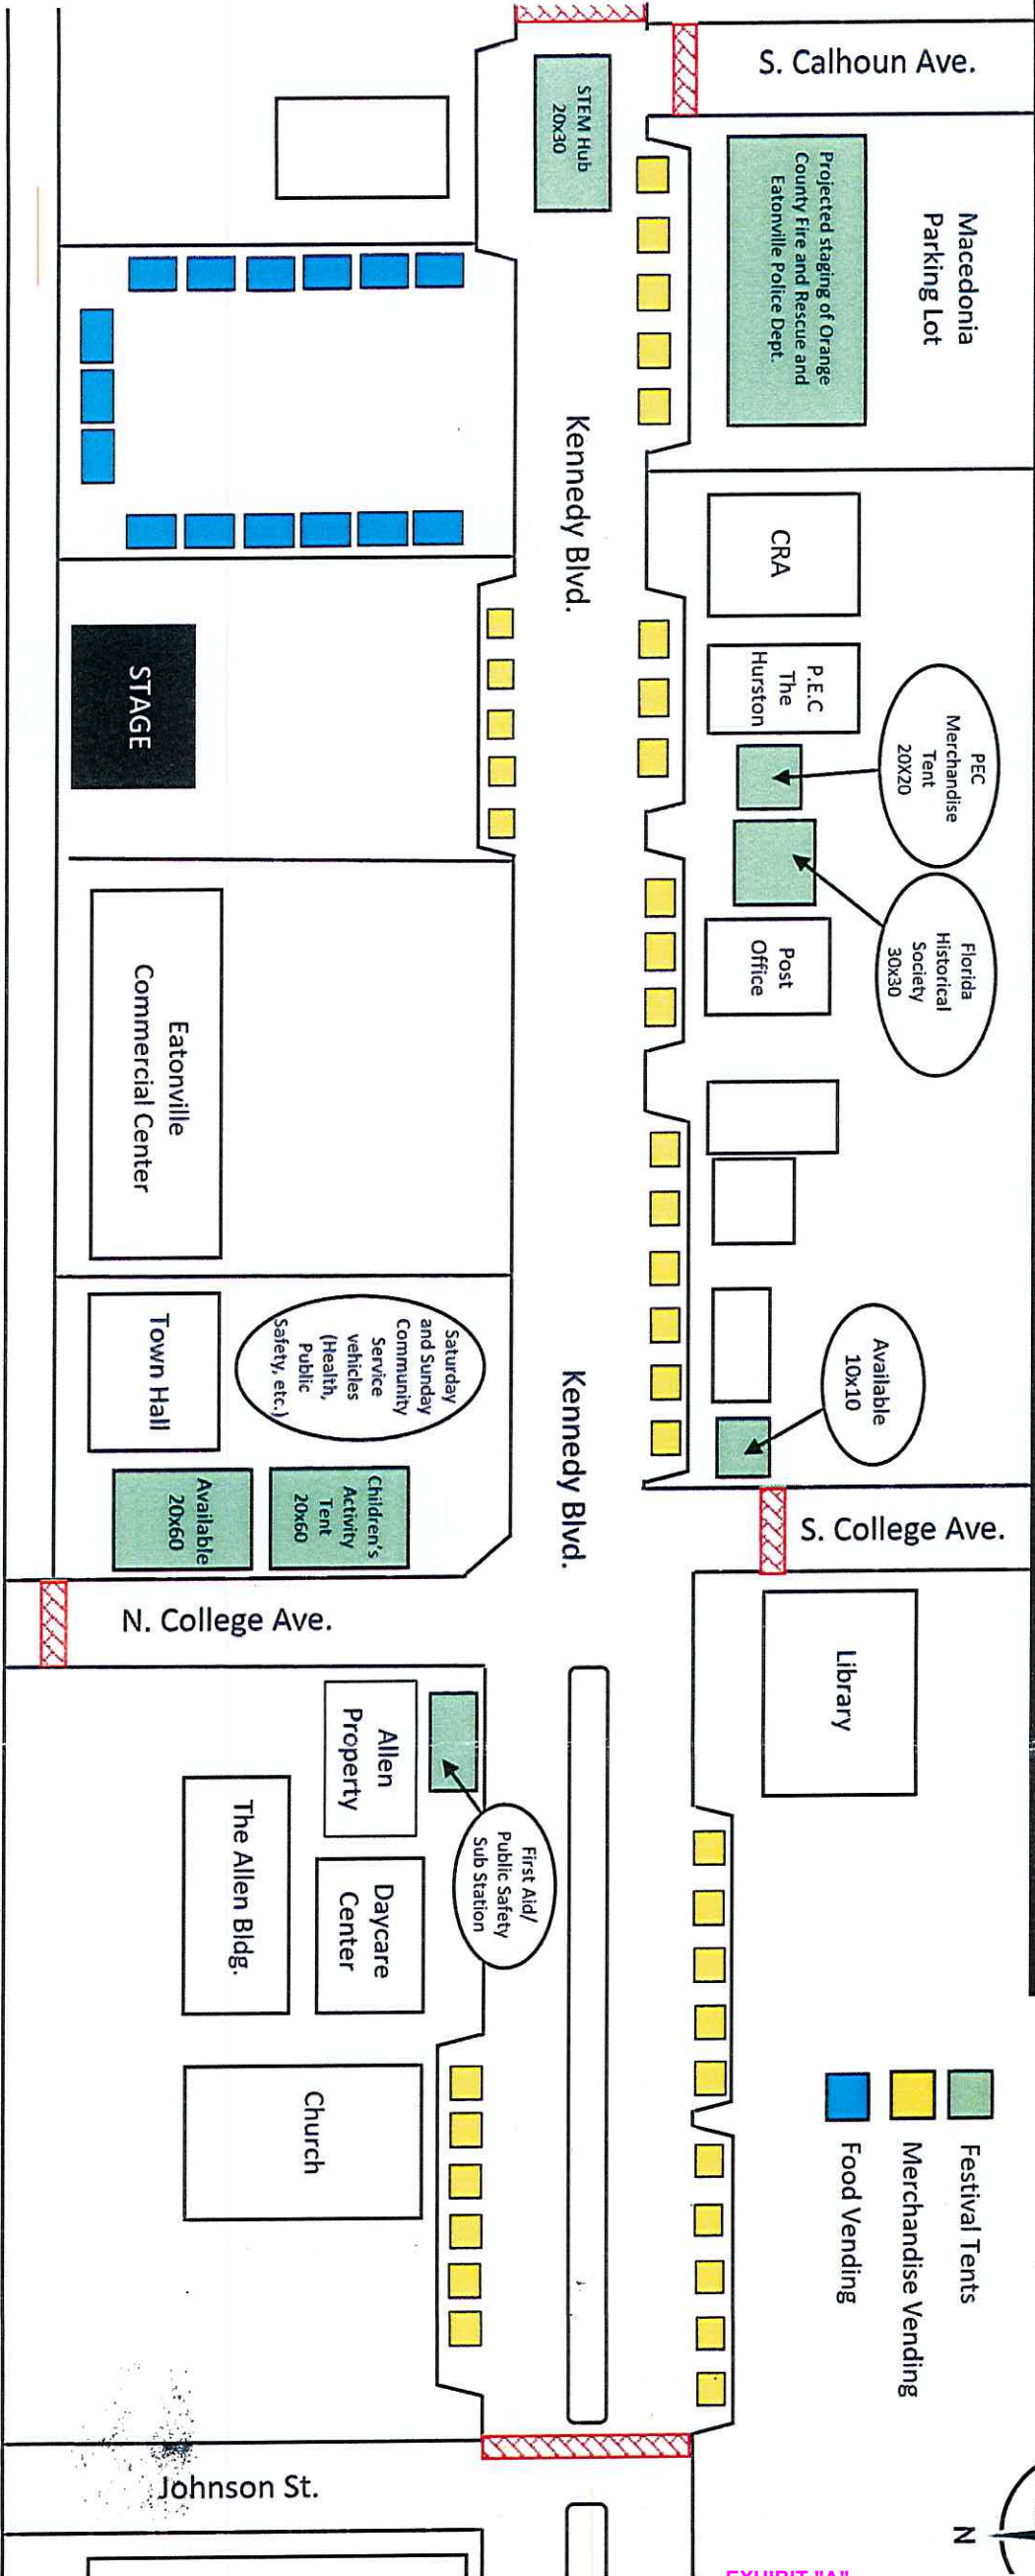 S. Calhoun Ave.
Macedonia
Parking Lot
Projected staging of Orange
County Fire and Rescue and
Eatonville Police Dept.
STEM Hub
20x30
Kennedy Blvd.
CRA
P.E.C
The
Hurston
PEC
Merchandise
Tent
20X20
Florida
Historical
Society
30x30
Post
Office
STAGE
Eatonville
Commercial Center
Kennedy Blvd.
Available
10x10
Saturday
and Sunday
Community
Service
vehicles
(Health,
Public
Safety, etc.)
Town Hall
Children's
Activity
Tent
20x60
Available
20x60
S. College Ave.
N. College Ave.
Library
Allen
Property
First Aid/
Public Safety
Sub Station
Daycare
Center
The Allen Bldg.
Church
Festival Tents
Merchandise Vending
Food Vending
Johnson St.
N
EXHIBIT "A"